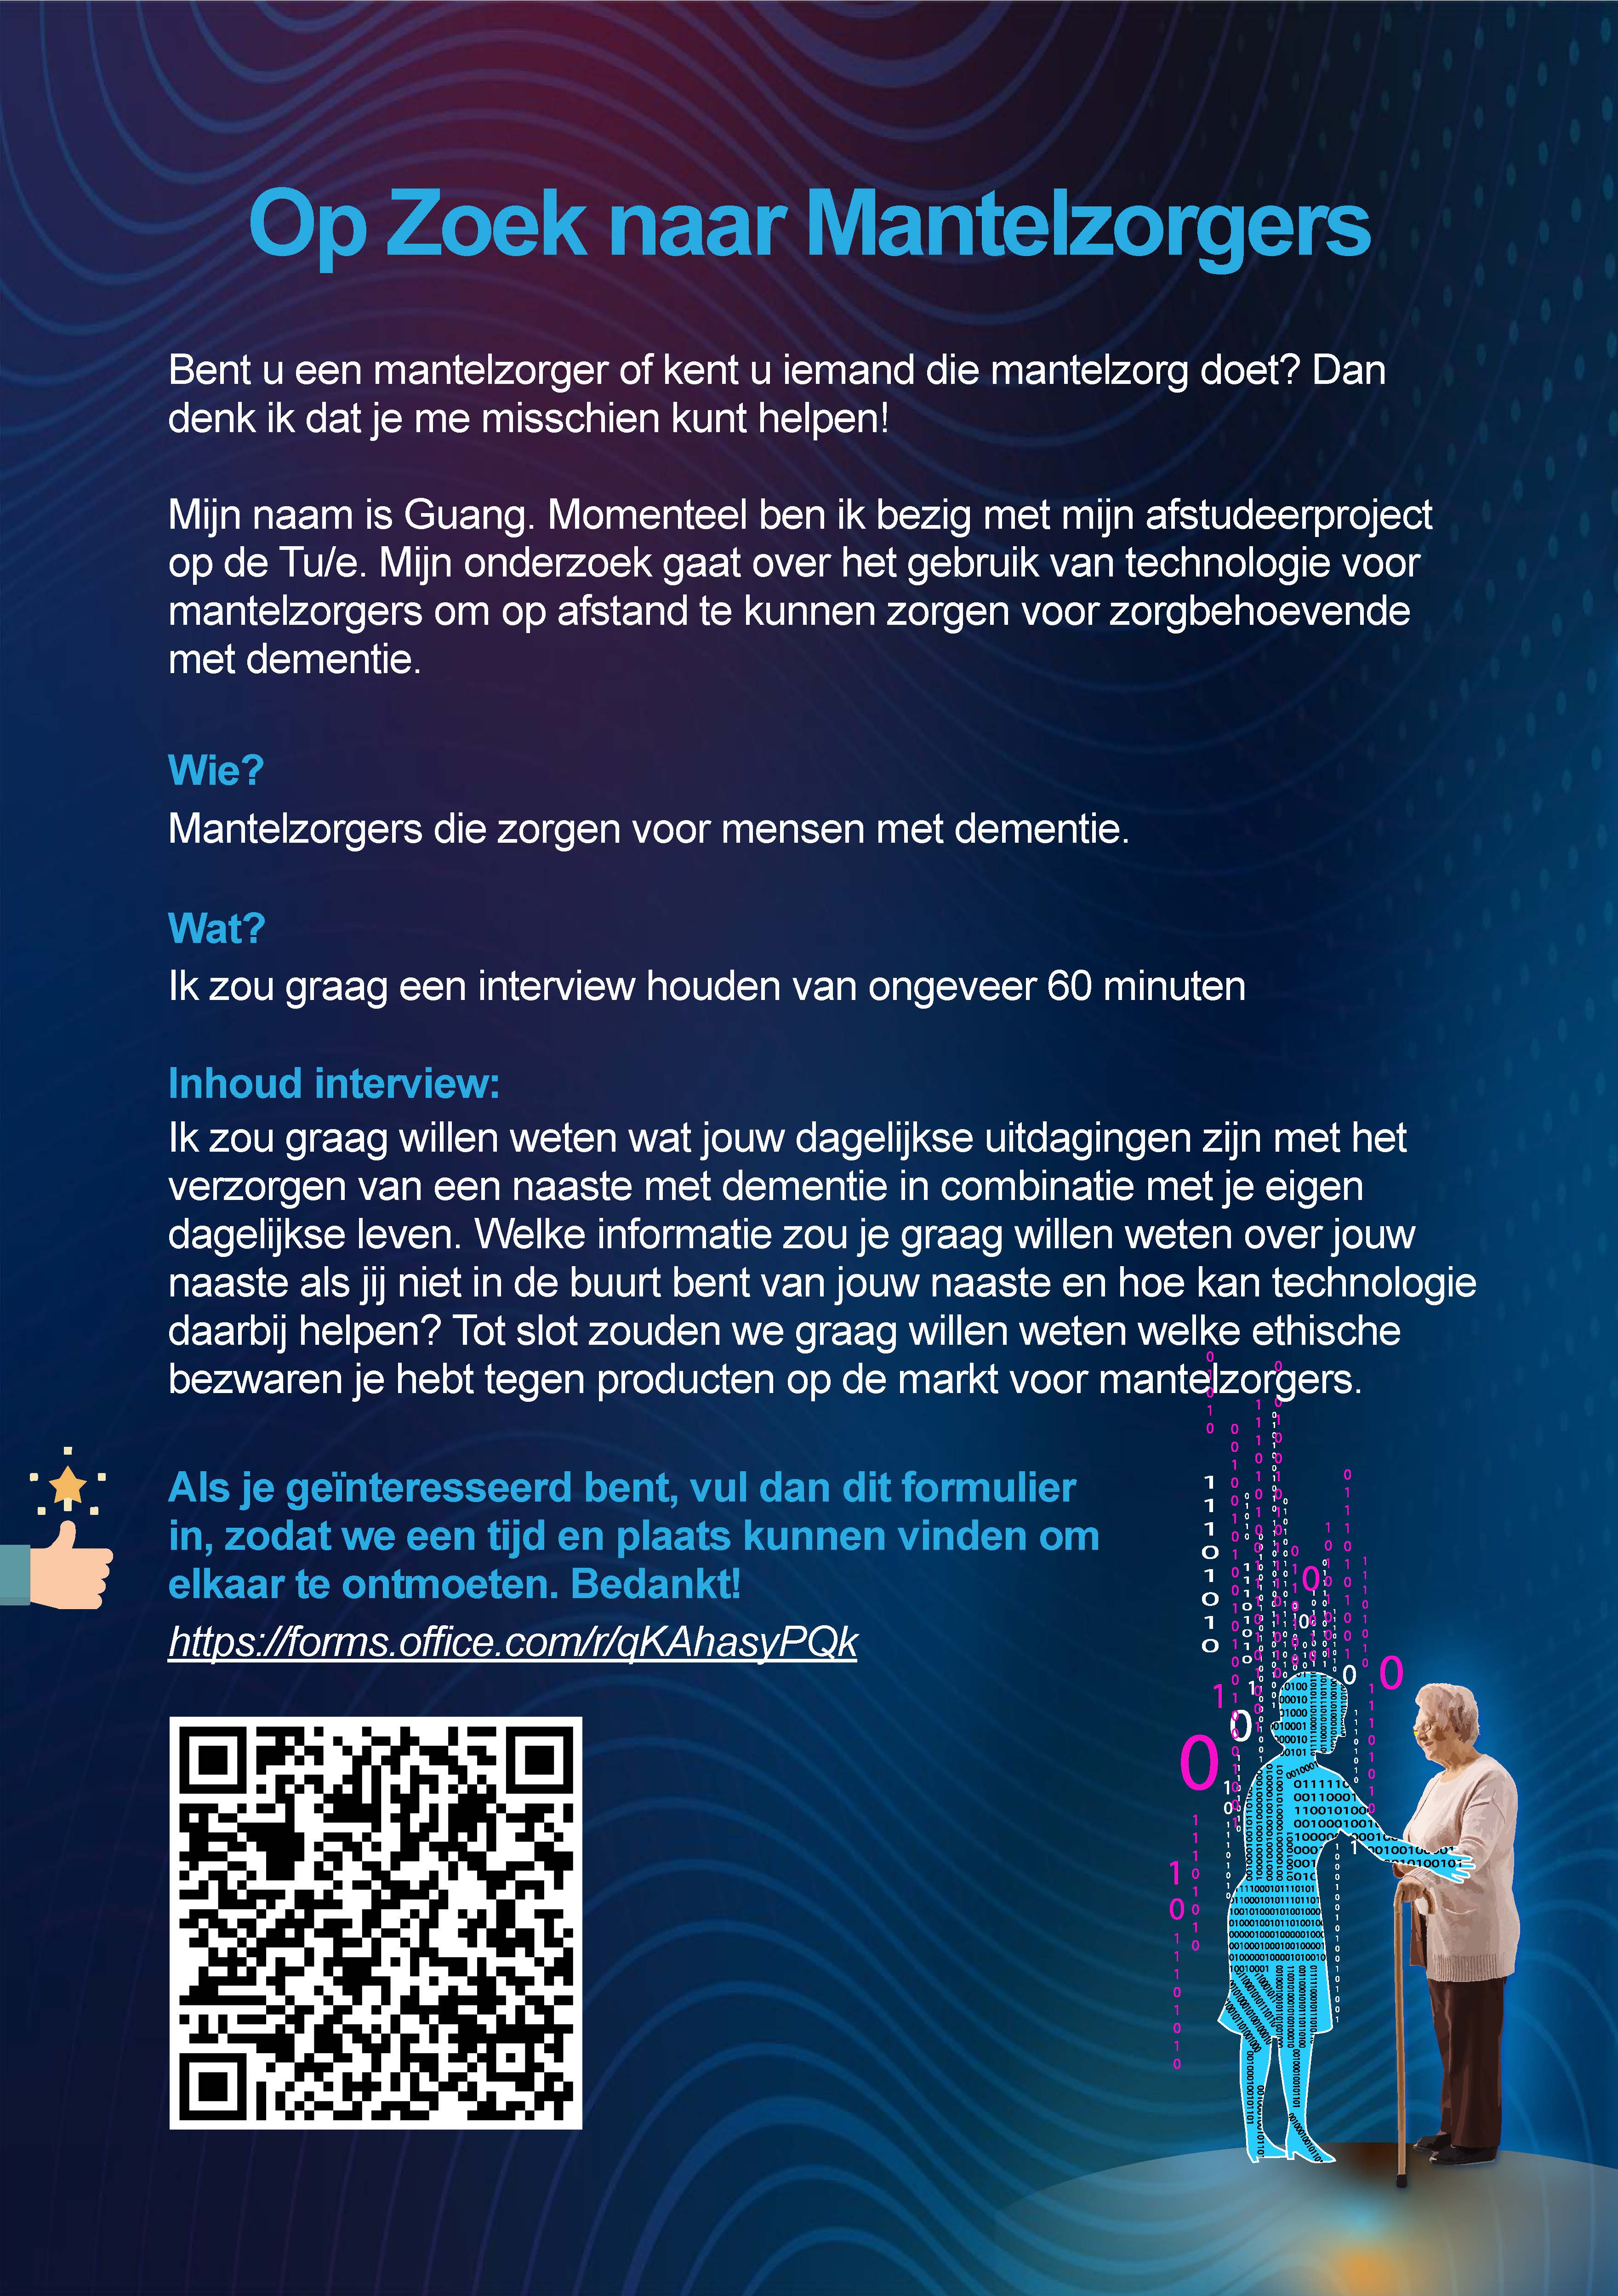 Op Zoek naar Mantelzorgers
Bent u een mantelzorger of kent u iemand die mantelzorg doet? Dan
denk ik dat je me misschien kunt helpen!
Mijn naam is Guang. Momenteel ben ik bezig met mijn afstudeerproject
op de Tu/e. Mijn onderzoek gaat over het gebruik van technologie voor
mantelzorgers om op afstand te kunnen zorgen voor zorgbehoevende
met dementie.
Wie?
Mantelzorgers die zorgen voor mensen met dementie.
Wat?
Ik zou graag een interview houden van ongeveer 60 minuten
Inhoud interview:
Ik zou graag willen weten wat jouw dagelijkse uitdagingen zijn met het
verzorgen van een naaste met dementie in combinatie met je eigen
dagelijkse leven. Welke informatie zou je graag willen weten over jouw
naaste als jij niet in de buurt bent van jouw naaste en hoe kan technologie
daarbij helpen? Tot slot zouden we graag willen weten welke ethische
bezwaren je hebt tegen producten op de markt voor mantelzorgers.
Als je geïnteresseerd bent, vul dan dit formulier
in, zodat we een tijd en plaats kunnen vinden om
elkaar te ontmoeten. Bedankt!
https://forms.office.com/r/qKAhasyPQk